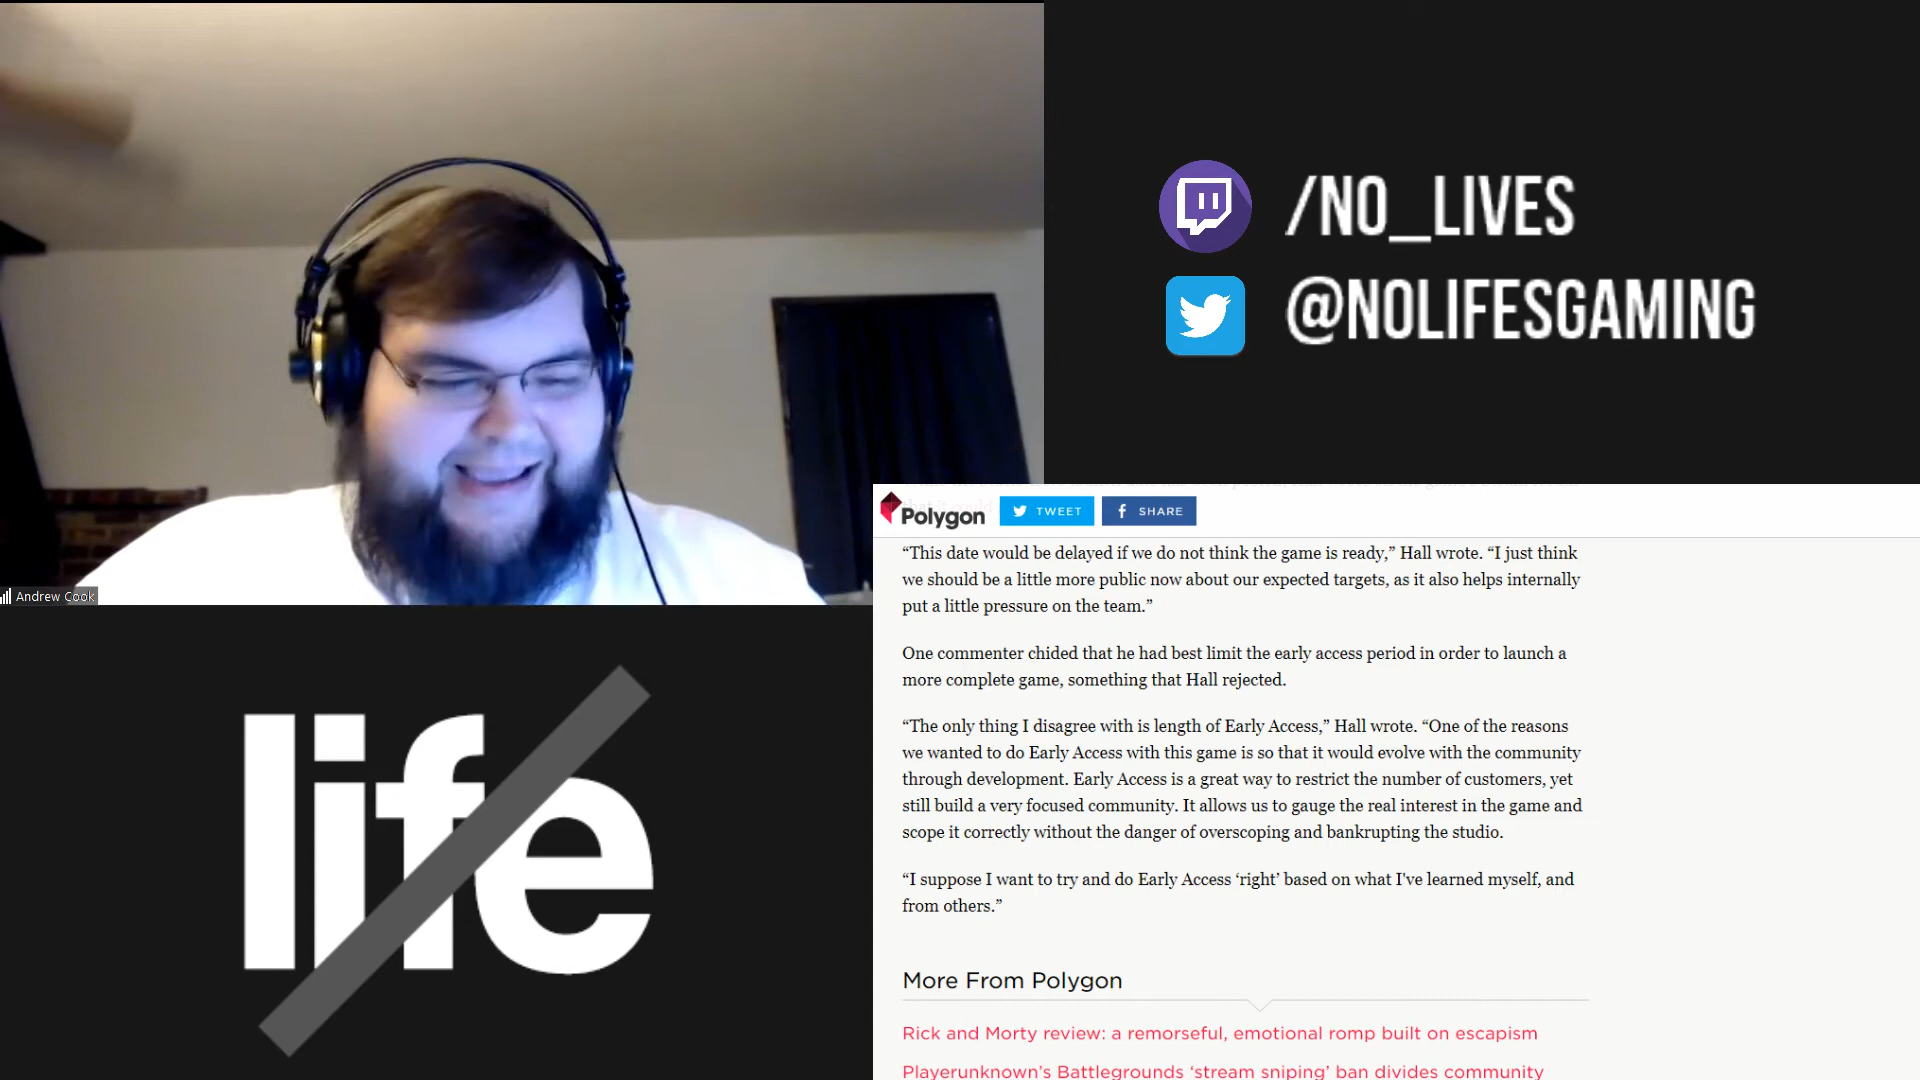 /NO_LIVES
@NOLIFESGAMING
Andrew Cook
life
Polygon
TWEET
SHARE
“This date would be delayed if we do not think the game is ready,” Hall wrote. “I just think
we should be a little more public now about our expected targets, as it also helps internally
put a little pressure on the team.”
One commenter chided that he had best limit the early access period in order to launch a
more complete game, something that Hall rejected.
“The only thing I disagree with is length of Early Access,” Hall wrote. “One of the reasons
we wanted to do Early Access with this game is so that it would evolve with the community
through development. Early Access is a great way to restrict the number of customers, yet
still build a very focused community. It allows us to gauge the real interest in the game and
scope it correctly without the danger of overscoping and bankrupting the studio.
“I suppose I want to try and do Early Access ‘right’ based on what I've learned myself, and
from others.”
More From Polygon
Rick and Morty review: a remorseful, emotional romp built on escapism
Playerunknown’s Battlegrounds ‘stream sniping’ ban divides community